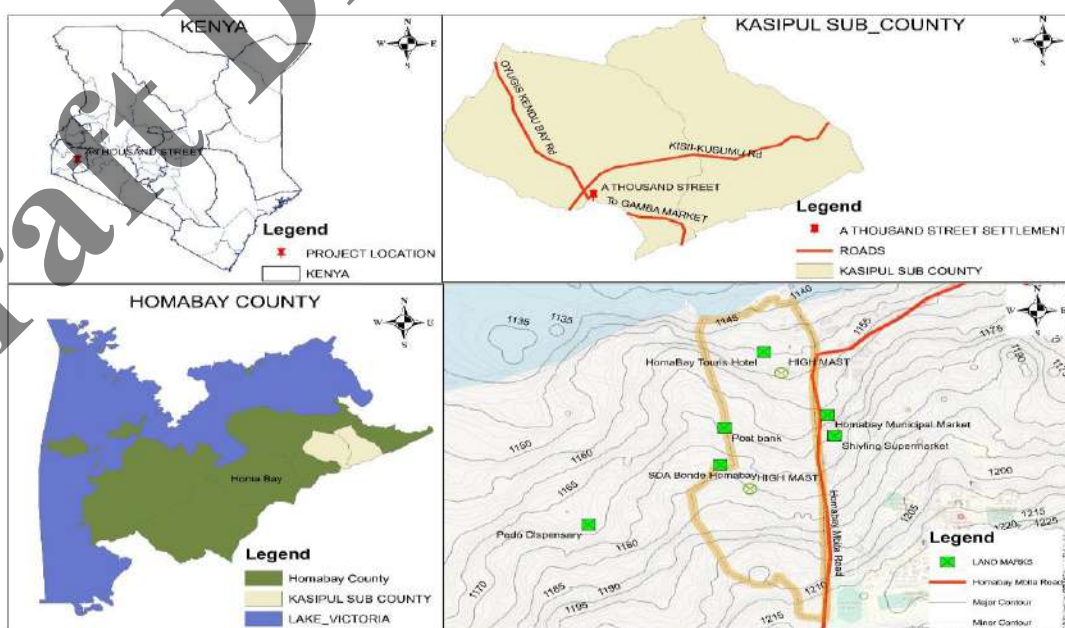 KENYA
N
W
E
S
A THOUSAND STREET
Legend
PROJECT LOCATION
KENYA
KASIPUL SUB_COUNTY
N
W
E
S
OYUGIS KENDU BAY Rd
KISII-KUSUMU Rd
A THOUSAND STREET
To GAMBA MARKET
Legend
A THOUSAND STREET SETTLEMENT
ROADS
KASIPUL SUB COUNTY
HOMABAY COUNTY
N
W
S
Homa Bay
Legend
Homabay County
KASIPUL SUB COUNTY
LAKE_VICTORIA
N
W
S
1135
1135
1145
1140
1155
1175
1190
HomaBay Touris Hotel
HIGH MAST
Homabay Municipal Market
Shivling Supermarket
Post bank
SDA Bonde Homabay
HIGH MAST
1150
1160
1165
1180
Pedo Dispensary
1200
1205
1215
1220
1225
Homabay Mbita Road
1170
1165
1190
1195
1210
1215
Legend
LAND MARKS
Homabay Mbita Road
Major Contour
Minor Contour